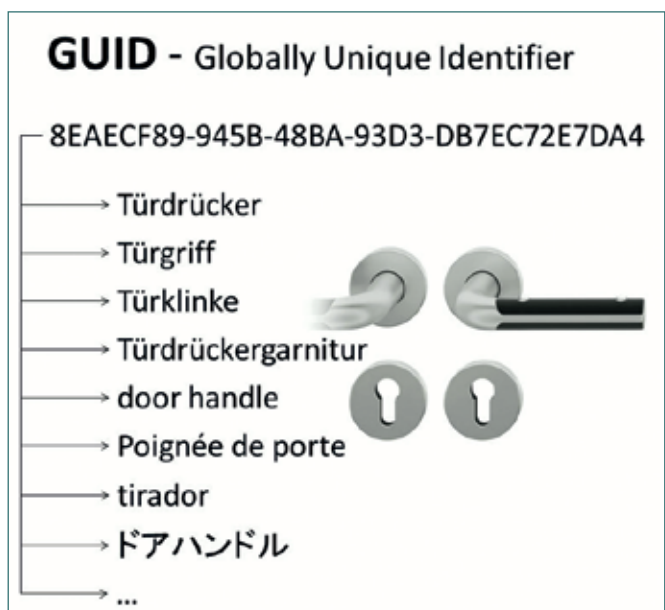 GUID - Globally Unique Identifier
8EAECF89-945B-48BA-93D3-DB7EC72E7DA4
Türdrücker
Türgriff
Türklinke
Türdrückergarnitur
door handle
Poignée de porte
tirador
ドアハンドル
...